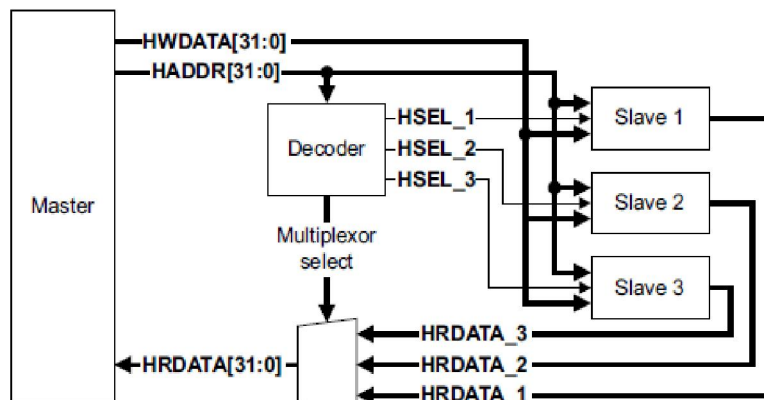 HWDATA[31:0]
HADDR[31:0]
HSEL_1
Slave 1
Decoder
HSEL_2
HSEL_3
Master
Slave 2
Multiplexor
select
Slave 3
HRDATA_3
HRDATA[31:0]
HRDATA_2
HRDATA_1